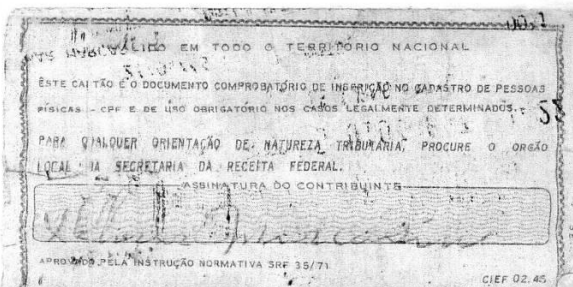 EM TODO O TERRITÓRIO NACIONAL
ESTE CARTÃO É O DOCUMENTO COMPROBATÓRIO DE INSCRIÇÃO NO CADASTRO DE PESSOAS
FÍSICAS - CPF E DE USO OBRIGATÓRIO NOS CASOS LEGALMENTE DETERMINADOS.
PARA QUALQUER ORIENTAÇÃO DE NATUREZA TRIBUTÁRIA, PROCURE O ORGÃO
LOCAL DA SECRETARIA DA RECEITA FEDERAL.
ASSINATURA DO CONTRIBUINTE
APROVADO PELA INSTRUÇÃO NORMATIVA SRF 35/71
CIEF 02.45